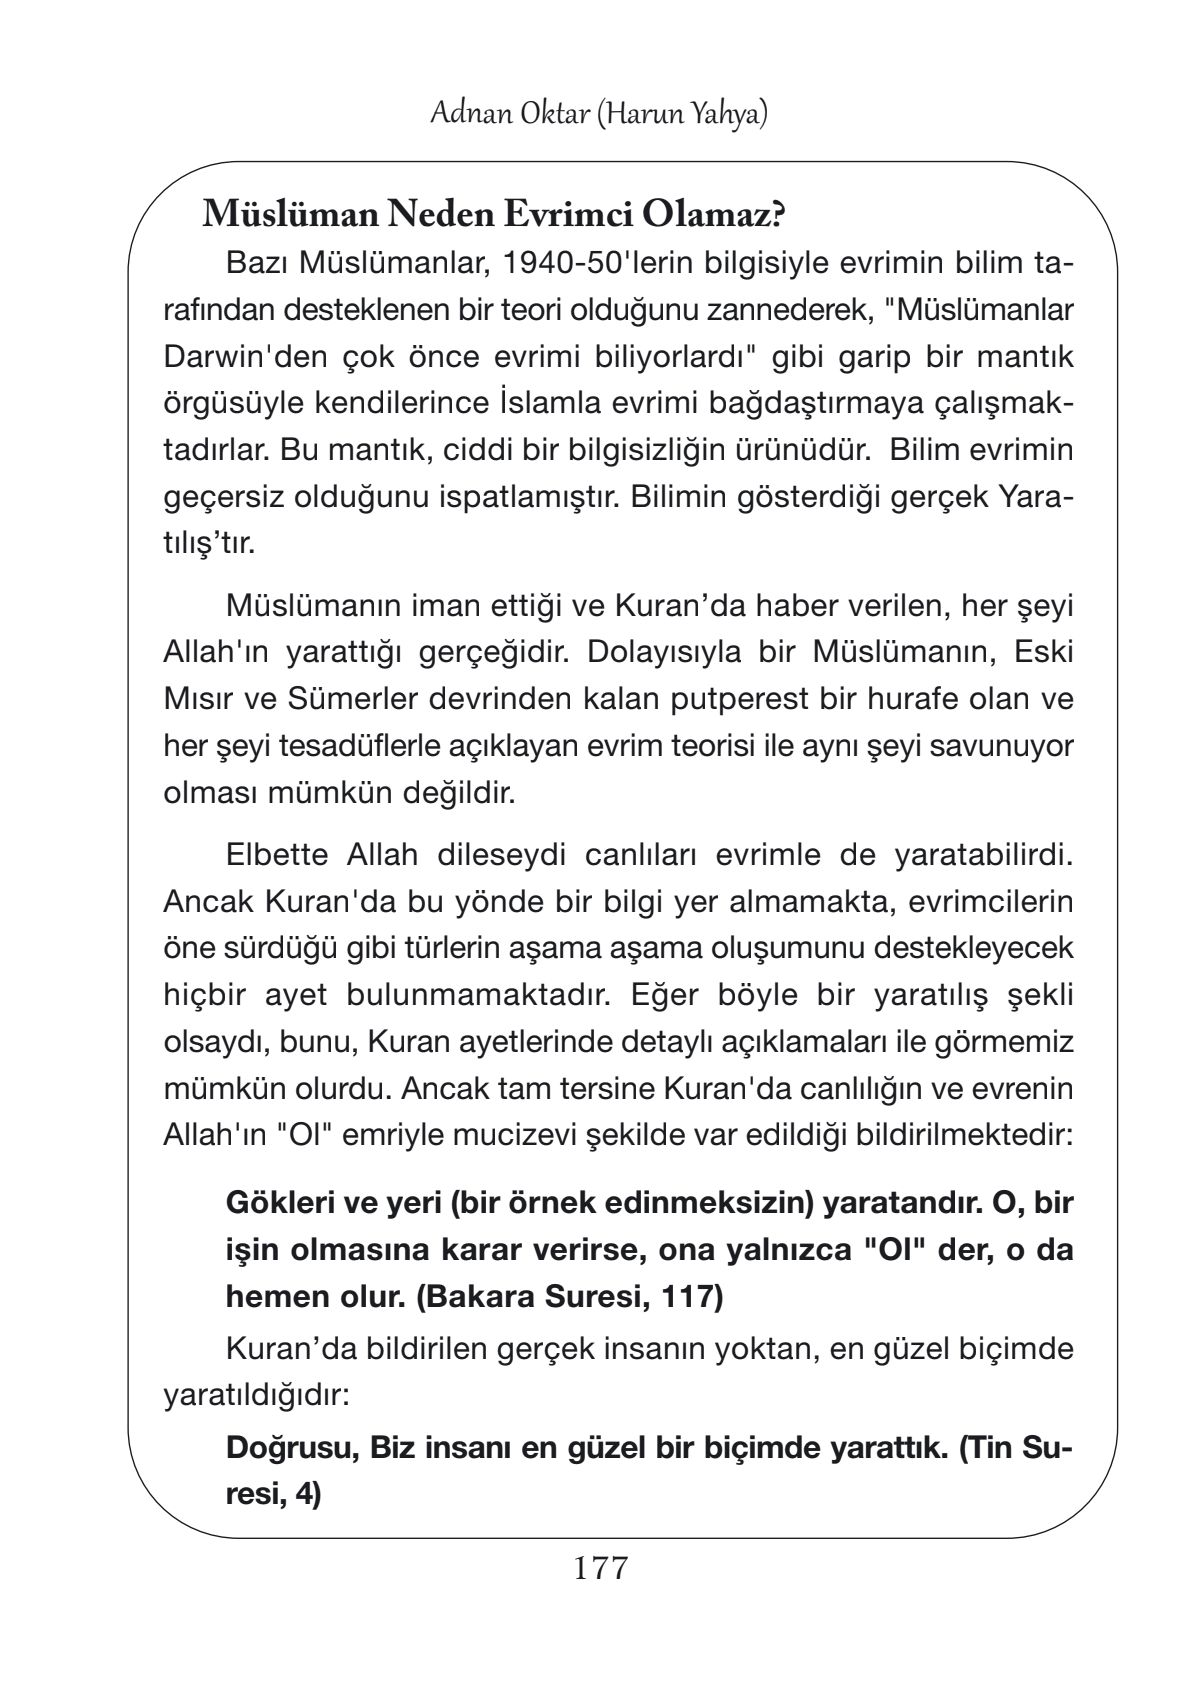 Adnan Oktar (Harun Yahya)
Müslüman Neden Evrimci Olamaz?
Bazı Müslümanlar, 1940-50'lerin bilgisiyle evrimin bilim ta-
rafından desteklenen bir teori olduğunu zannederek, "Müslümanlar
Darwin'den çok önce evrimi biliyorlardı" gibi garip bir mantık
örgüsüyle kendilerince İslamla evrimi bağdaştırmaya çalışmak-
tadırlar. Bu mantık, ciddi bir bilgisizliğin ürünüdür. Bilim evrimin
geçersiz olduğunu ispatlamıştır. Bilimin gösterdiği gerçek Yara-
tılış’tır.
Müslümanın iman ettiği ve Kuran’da haber verilen, her şeyi
Allah'ın yarattığı gerçeğidir. Dolayısıyla bir Müslümanın, Eski
Mısır ve Sümerler devrinden kalan putperest bir hurafe olan ve
her şeyi tesadüflerle açıklayan evrim teorisi ile aynı şeyi savunuyor
olması mümkün değildir.
Elbette Allah dileseydi canlıları evrimle de yaratabilirdi.
Ancak Kuran'da bu yönde bir bilgi yer almamakta, evrimcilerin
öne sürdüğü gibi türlerin aşama aşama oluşumunu destekleyecek
hiçbir ayet bulunmamaktadır. Eğer böyle bir yaratılış şekli
olsaydı, bunu, Kuran ayetlerinde detaylı açıklamaları ile görmemiz
mümkün olurdu. Ancak tam tersine Kuran'da canlılığın ve evrenin
Allah'ın "Ol" emriyle mucizevi şekilde var edildiği bildirilmektedir:
Gökleri ve yeri (bir örnek edinmeksizin) yaratandır. O, bir
işin olmasına karar verirse, ona yalnızca "Ol" der, o da
hemen olur. (Bakara Suresi, 117)
Kuran’da bildirilen gerçek insanın yoktan, en güzel biçimde
yaratıldığıdır:
Doğrusu, Biz insanı en güzel bir biçimde yarattık. (Tin Su-
resi, 4)
177